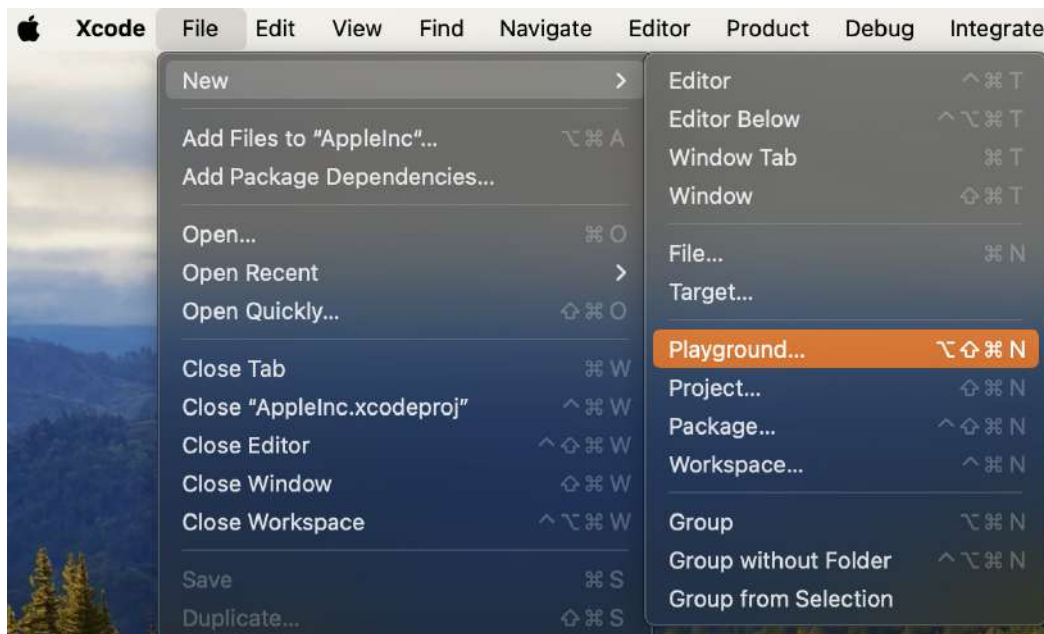 Xcode File Edit View Find Navigate Editor Product Debug Integrate
New >
Add Files to “AppleInc“... ⌥⌘A
Add Package Dependencies...
Open... ⌘O
Open Recent >
Open Quickly... ⇧⌘O
Close Tab ⌘W
Close “AppleInc.xcodeproj” ^⌘W
Close Editor ^⇧⌘W
Close Window ⇧⌘W
Close Workspace ^⌥⌘W
Save ⌘S
Duplicate... ⇧⌘S
Editor ^⌘T
Editor Below ^⌥⌘T
Window Tab ⌘T
Window ⇧⌘T
File... ⌘N
Target...
Playground... ⌥⇧⌘N
Project... ⇧⌘N
Package... ^⇧⌘N
Workspace... ^⌘N
Group ⌥⌘N
Group without Folder ^⌥⌘N
Group from Selection